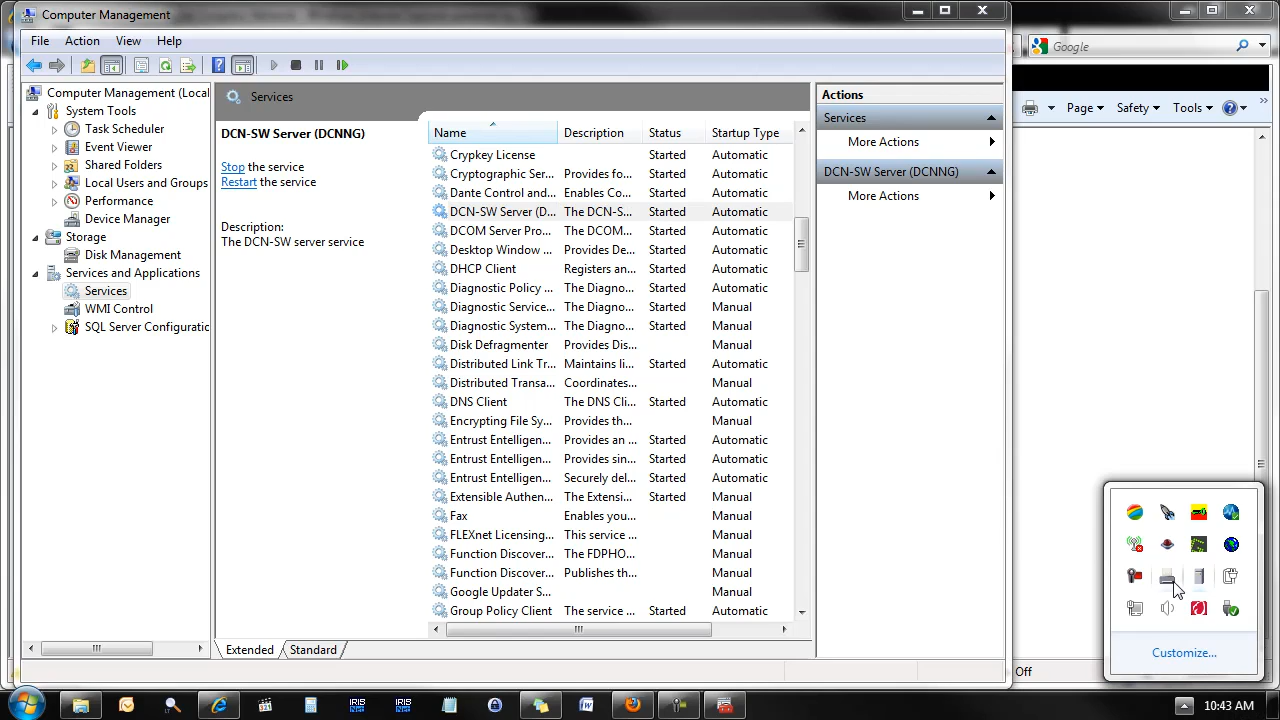 Computer Management
File Action View Help
Google
Page Safety Tools
Computer Management (Local
System Tools
Task Scheduler
Event Viewer
Shared Folders
Local Users and Groups
Performance
Device Manager
Storage
Disk Management
Services and Applications
Services
WMI Control
SQL Server Configuratio
Services
DCN-SW Server (DCNNG)
Stop the service
Restart the service
Description:
The DCN-SW server service
Name Description Status Startup Type
Crypkey License Started Automatic
Cryptographic Ser... Provides fo... Started Automatic
Dante Control and... Enables Co... Started Automatic
DCN-SW Server (D... The DCN-S... Started Automatic
DCOM Server Pro... The DCOM... Started Automatic
Desktop Window ... Provides De... Started Automatic
DHCP Client Registers an... Started Automatic
Diagnostic Policy ... The Diagno... Started Automatic
Diagnostic Service... The Diagno... Started Manual
Diagnostic System... The Diagno... Started Manual
Disk Defragmenter Provides Dis... Manual
Distributed Link Tr... Maintains li... Started Automatic
Distributed Transa... Coordinates... Manual
DNS Client The DNS Cli... Started Automatic
Encrypting File Sy... Provides th... Manual
Entrust Intelligen... Provides an ... Started Automatic
Entrust Intelligen... Provides sin... Started Automatic
Entrust Intelligen... Securely del... Started Automatic
Extensible Authen... The Extensi... Started Manual
Fax Enables you... Manual
FLEXnet Licensing... This service ... Manual
Function Discover... The FDPHO... Manual
Function Discover... Publishes th... Manual
Google Updater S... Manual
Group Policy Client The service ... Started Automatic
Extended Standard
Actions
Services
More Actions
DCN-SW Server (DCNNG)
More Actions
Customize...
Off
IRIS IRIS
10:43 AM